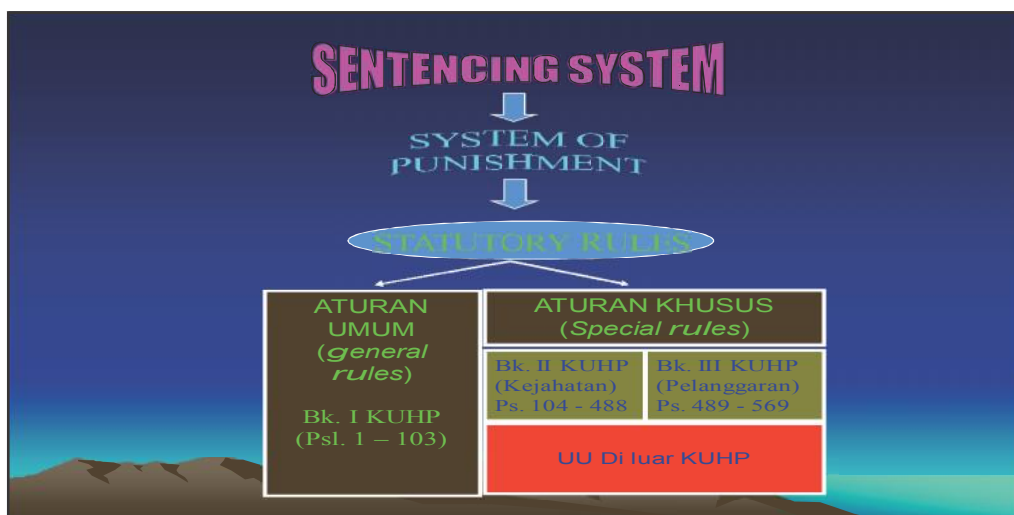 SENTENCING SYSTEM
SYSTEM OF
PUNISHMENT
STATUTORY RULES
ATURAN
UMUM
(general
rules)
Bk. I KUHP
(Psl. 1 – 103)
ATURAN KHUSUS
(Special rules)
Bk. II KUHP
(Kejahatan)
Ps. 104 - 488
Bk. III KUHP
(Pelanggaran)
Ps. 489 - 569
UU Di luar KUHP